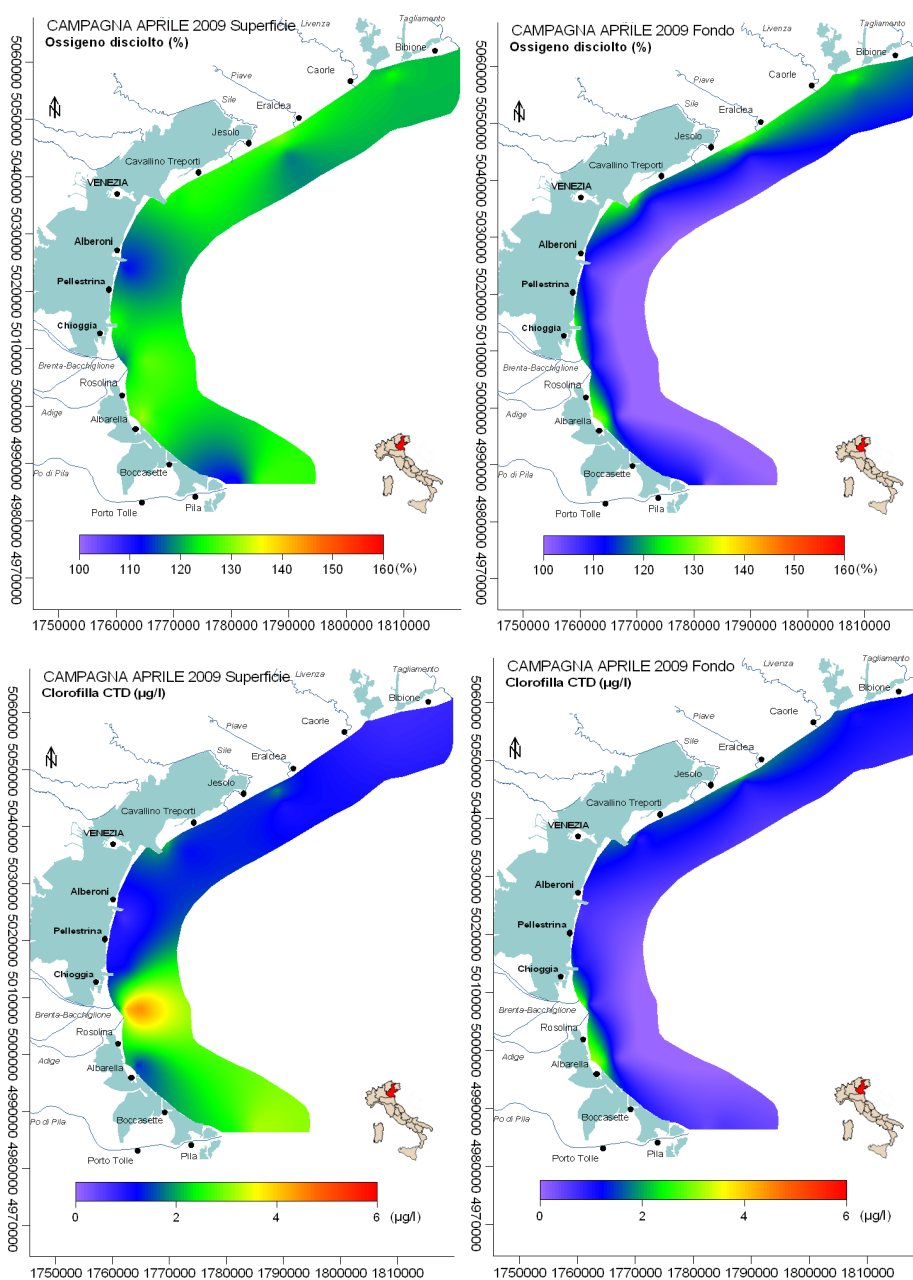 CAMPAGNA APRILE 2009 Superficie
Ossigeno disciolto (%)
Livenza
Tagliamento
Bibione
Caorle
Piave
Eraldea
Sile
Jesolo
Cavallino Treporti
VENEZIA
Alberoni
Pellestrina
Chioggia
Brenta-Bacchiglione
Rosolina
Adige
Albarella
Boccasette
Po di Pila
Porto Tolle
Pila
N
5060000
5050000
5040000
5030000
5020000
5010000
5000000
4990000
4980000
4970000
100 110 120 130 140 150 160 (%)
1750000 1760000 1770000 1780000 1790000 1800000 1810000
CAMPAGNA APRILE 2009 Fondo
Ossigeno disciolto (%)
Livenza
Tagliamento
Bibione
Caorle
Piave
Eraldea
Sile
Jesolo
Cavallino Treporti
VENEZIA
Alberoni
Pellestrina
Chioggia
Brenta-Bacchiglione
Rosolina
Adige
Albarella
Boccasette
Po di Pila
Porto Tolle
Pila
N
5060000
5050000
5040000
5030000
5020000
5010000
5000000
4990000
4980000
4970000
100 110 120 130 140 150 160 (%)
1750000 1760000 1770000 1780000 1790000 1800000 1810000
CAMPAGNA APRILE 2009 Superficie
Clorofilla CTD (µg/l)
Livenza
Tagliamento
Bibione
Caorle
Piave
Eraldea
Sile
Jesolo
Cavallino Treporti
VENEZIA
Alberoni
Pellestrina
Chioggia
Brenta-Bacchiglione
Rosolina
Adige
Albarella
Boccasette
Po di Pila
Porto Tolle
Pila
N
5060000
5050000
5040000
5030000
5020000
5010000
5000000
4990000
4980000
4970000
0 2 4 6 (µg/l)
1750000 1760000 1770000 1780000 1790000 1800000 1810000
CAMPAGNA APRILE 2009 Fondo
Clorofilla CTD (µg/l)
Livenza
Tagliamento
Bibione
Caorle
Piave
Eraldea
Sile
Jesolo
Cavallino Treporti
VENEZIA
Alberoni
Pellestrina
Chioggia
Brenta-Bacchiglione
Rosolina
Adige
Albarella
Boccasette
Po di Pila
Porto Tolle
Pila
N
5060000
5050000
5040000
5030000
5020000
5010000
5000000
4990000
4980000
4970000
0 2 4 6 (µg/l)
1750000 1760000 1770000 1780000 1790000 1800000 1810000